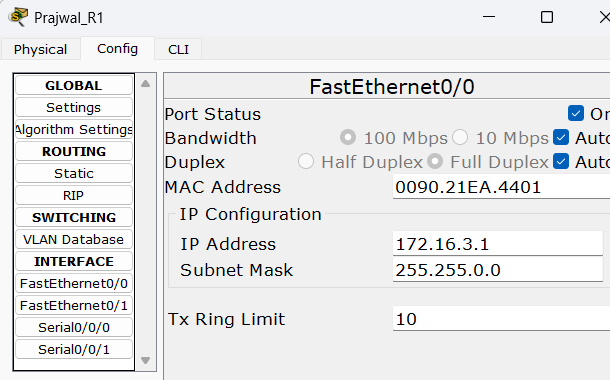 Prajwal_R1
Physical Config CLI
GLOBAL
Settings
Algorithm Settings
ROUTING
Static
RIP
SWITCHING
VLAN Database
INTERFACE
FastEthernet0/0
FastEthernet0/1
Serial0/0/0
Serial0/0/1
FastEthernet0/0
Port Status On
Bandwidth 100 Mbps 10 Mbps Auto
Duplex Half Duplex Full Duplex Auto
MAC Address 0090.21EA.4401
IP Configuration
IP Address 172.16.3.1
Subnet Mask 255.255.0.0
Tx Ring Limit 10